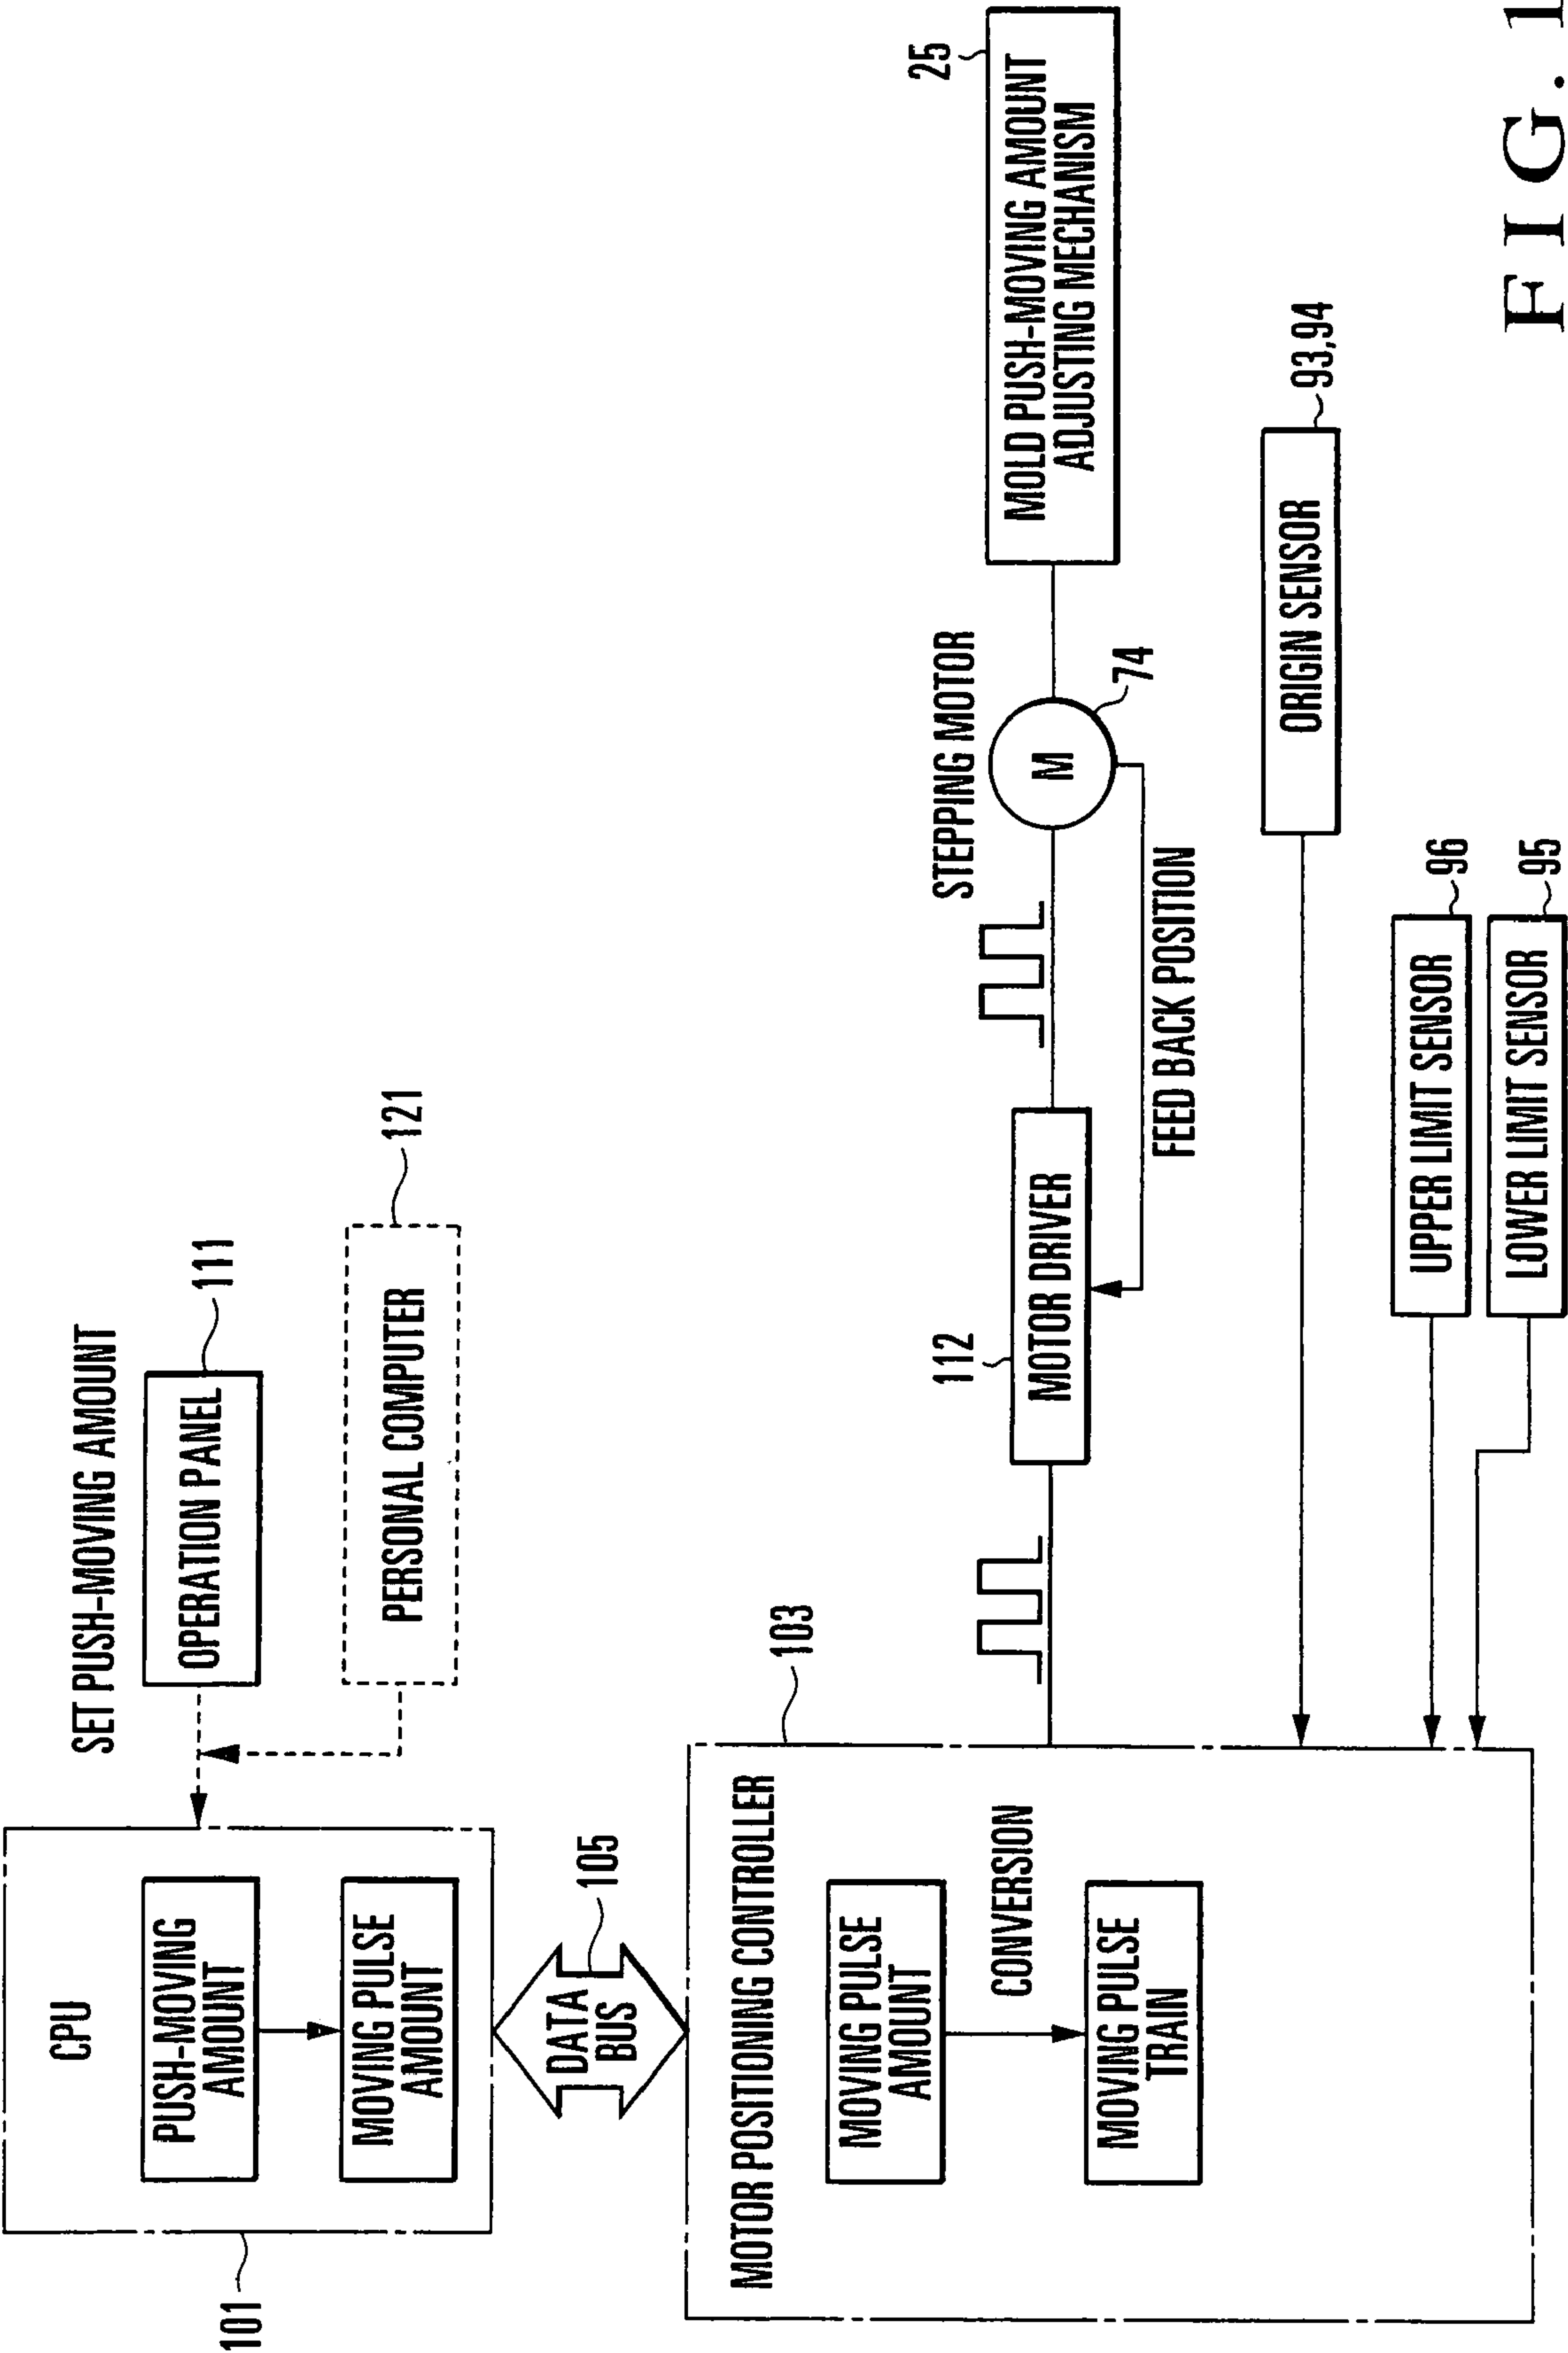 SET PUSH-MOVING AMOUNT
101
CPU
PUSH-MOVING
AMOUNT
MOVING PULSE
AMOUNT
OPERATION PANEL
111
PERSONAL COMPUTER
121
DATA
BUS
105
103
MOTOR POSITIONING CONTROLLER
MOVING PULSE
AMOUNT
CONVERSION
MOVING PULSE
TRAIN
112
MOTOR DRIVER
STEPPING MOTOR
M
74
FEED BACK POSITION
25
MOLD PUSH-MOVING AMOUNT
ADJUSTING MECHANISM
ORIGIN SENSOR
93,94
UPPER LIMIT SENSOR
96
LOWER LIMIT SENSOR
95
FIG. 1